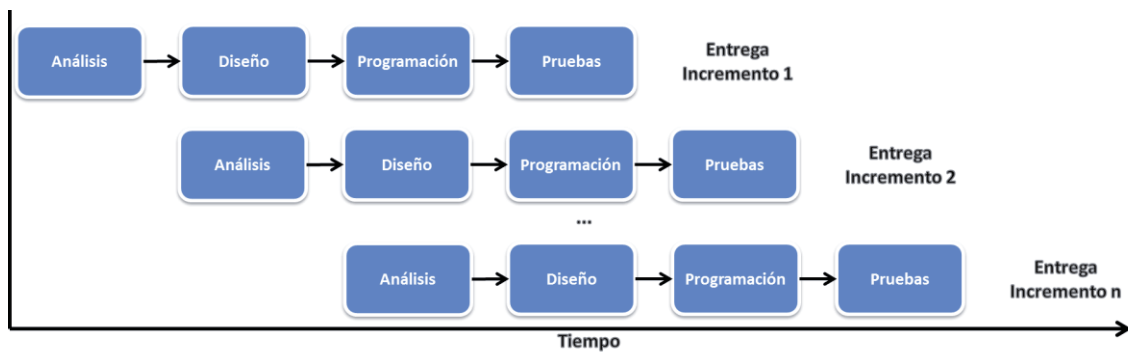 Análisis
Diseño
Programación
Pruebas
Entrega
Incremento 1
Análisis
Diseño
Programación
Pruebas
Entrega
Incremento 2
...
Análisis
Diseño
Programación
Pruebas
Entrega
Incremento n
Tiempo